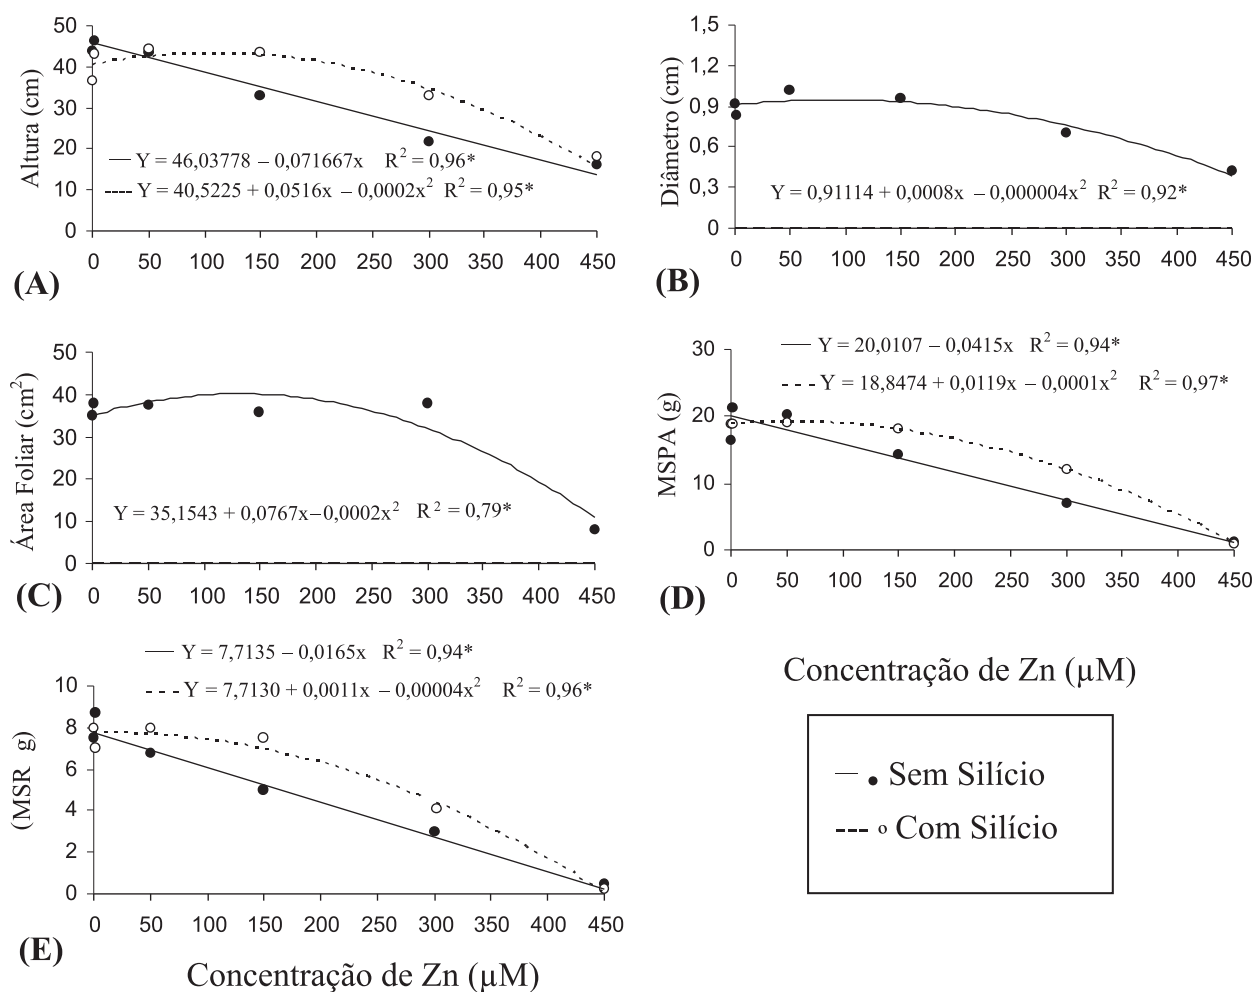 50
40
30
20
10
0
Altura (cm)
Y = 46,03778 – 0,071667x R² = 0,96*
Y = 40,5225 + 0,0516x – 0,0002x² R² = 0,95*
0 50 100 150 200 250 300 350 400 450
(A)
1,5
1,2
0,9
0,6
0,3
0
Diâmetro (cm)
Y = 0,91114 + 0,0008x – 0,000004x² R² = 0,92*
0 50 100 150 200 250 300 350 400 450
(B)
50
40
30
20
10
0
Área Foliar (cm²)
Y = 35,1543 + 0,0767x–0,0002x² R² = 0,79*
0 50 100 150 200 250 300 350 400 450
(C)
Y = 20,0107 – 0,0415x R² = 0,94*
Y = 18,8474 + 0,0119x – 0,0001x² R² = 0,97*
30
20
10
0
MSPA (g)
0 50 100 150 200 250 300 350 400 450
(D)
Y = 7,7135 – 0,0165x R² = 0,94*
Y = 7,7130 + 0,0011x – 0,00004x² R² = 0,96*
10
8
6
4
2
0
(MSR g)
0 50 100 150 200 250 300 350 400 450
(E)
Concentração de Zn (µM)
Concentração de Zn (µM)
Sem Silício
Com Silício